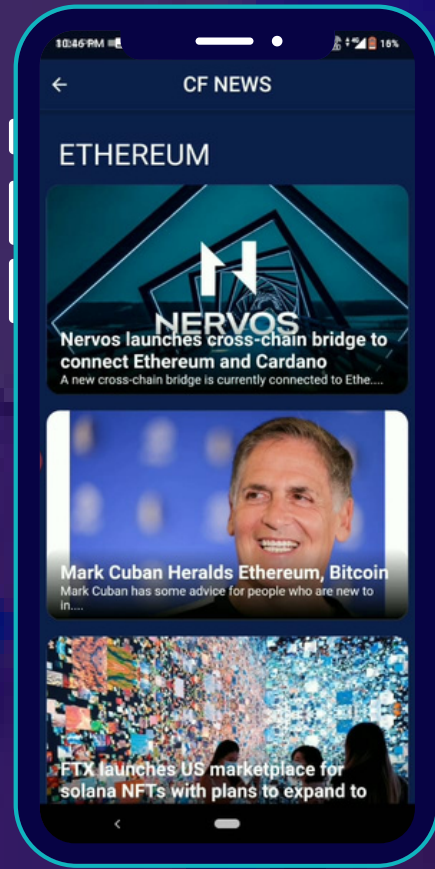 10:46 PM
18%
CF NEWS
ETHEREUM
NERVOS
Nervos launches cross-chain bridge to
connect Ethereum and Cardano
A new cross-chain bridge is currently connected to Ethe....
Mark Cuban Heralds Ethereum, Bitcoin
Mark Cuban has some advice for people who are new to
in....
FTX launches US marketplace for
solana NFTs with plans to expand to